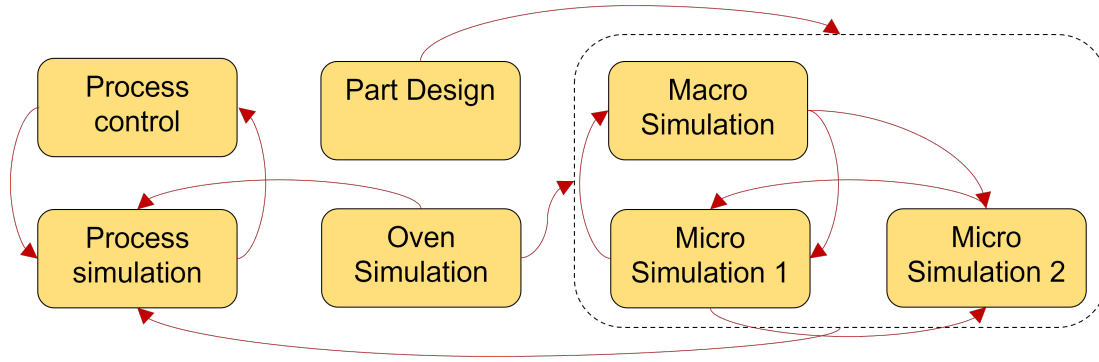 Process
control
Part Design
Macro
Simulation
Process
simulation
Oven
Simulation
Micro
Simulation 1
Micro
Simulation 2